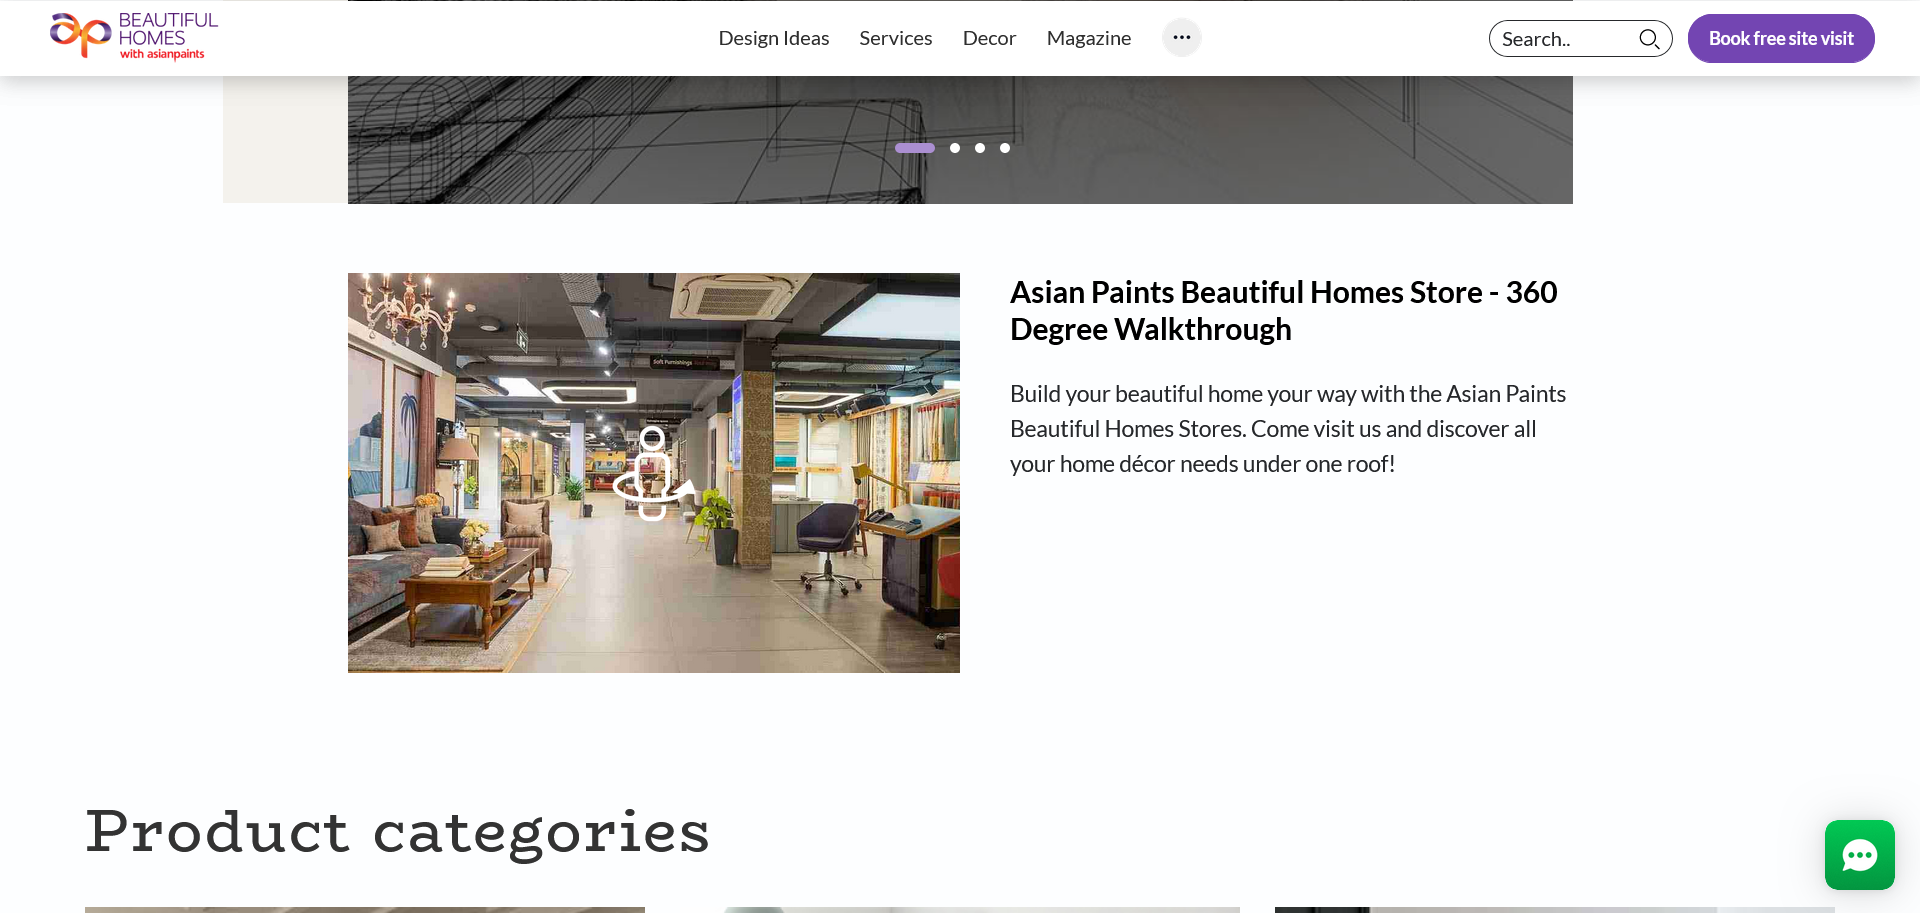 BEAUTIFUL
HOMES
with asianpaints
Design Ideas
Services
Decor
Magazine
Search..
Book free site visit
Soft Furnishings
Asian Paints Beautiful Homes Store - 360
Degree Walkthrough
Build your beautiful home your way with the Asian Paints
Beautiful Homes Stores. Come visit us and discover all
your home décor needs under one roof!
Product categories